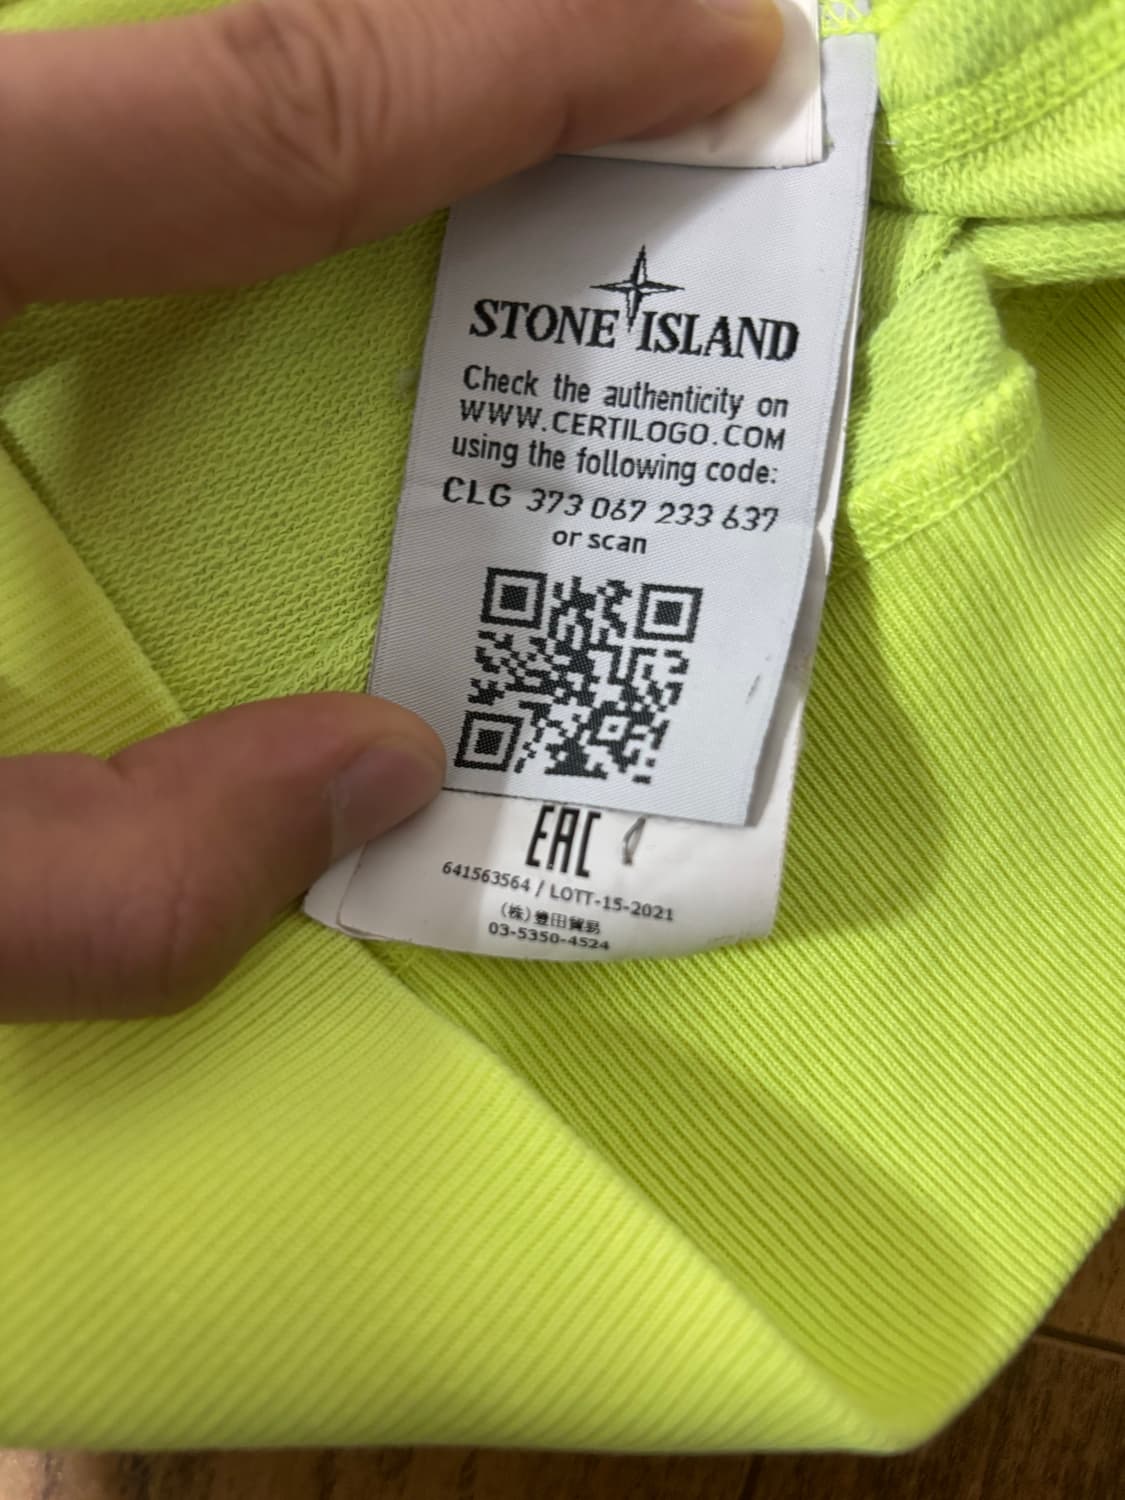 STONE ISLAND
Check the authenticity on
WWW.CERTILOGO.COM
using the following code:
CLG 373 067 233 637
or scan
EAC
641563564 / LOTT-15-2021
(株)豊田貿易
03-5350-4524